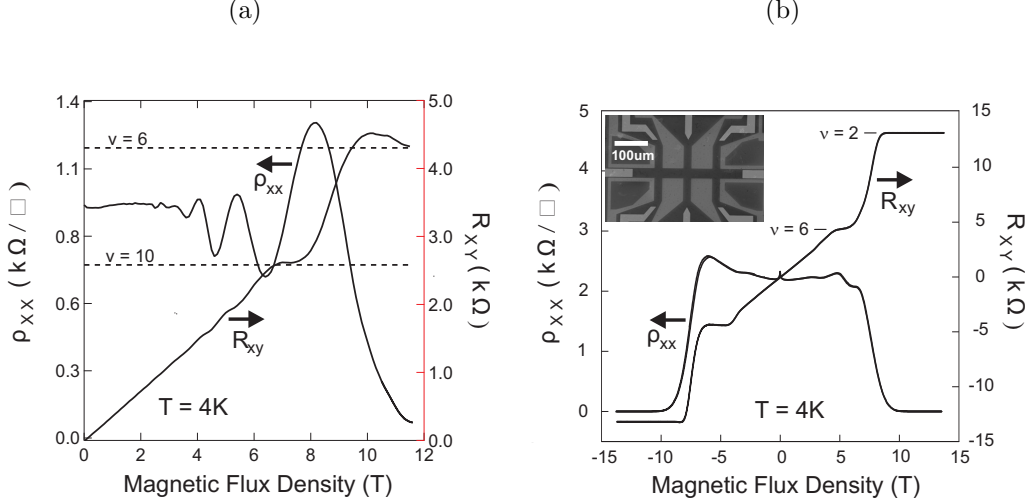 (a)
(b)
1.4
1.2
0.9
0.8
0.6
0.3
0.0
ρXX (kΩ/□)
5.0
4.0
3.0
2.0
1.0
0.0
RXY(kΩ)
ν = 6
ν = 10
ρxx
Rxy
T = 4K
0 2 4 6 8 10 12
Magnetic Flux Density (T)
5
4
3
2
1
0
ρXX (kΩ/□)
15
10
5
0
-5
-10
-15
RXY(kΩ)
100um
ν = 2
ν = 6
Rxy
ρxx
T = 4K
-15 -10 -5 0 5 10 15
Magnetic Flux Density (T)